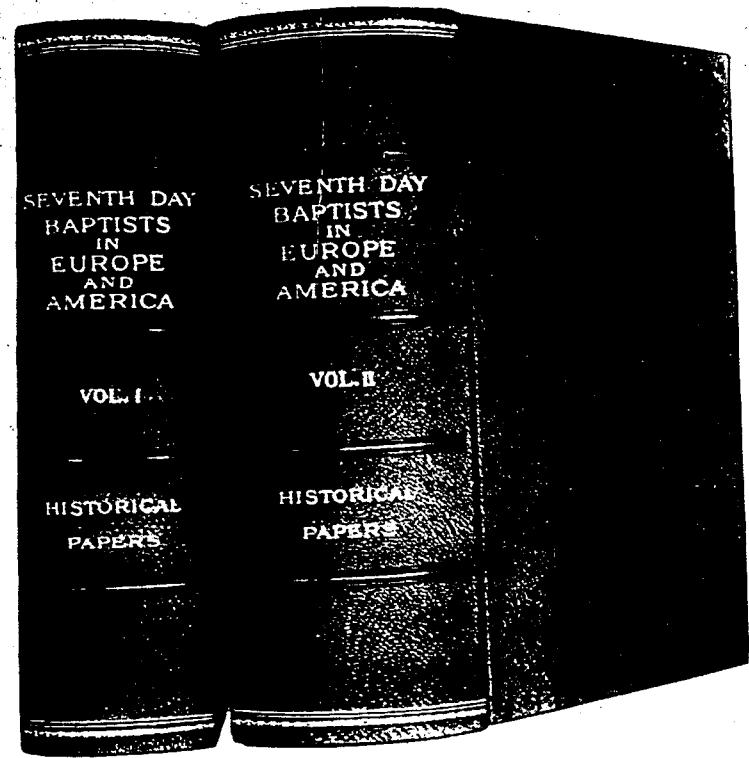 SEVENTH DAY
BAPTISTS
IN
EUROPE
AND
AMERICA
VOL. I
HISTORICAL
PAPERS
SEVENTH DAY
BAPTISTS
IN
EUROPE
AND
AMERICA
VOL. II
HISTORICAL
PAPERS